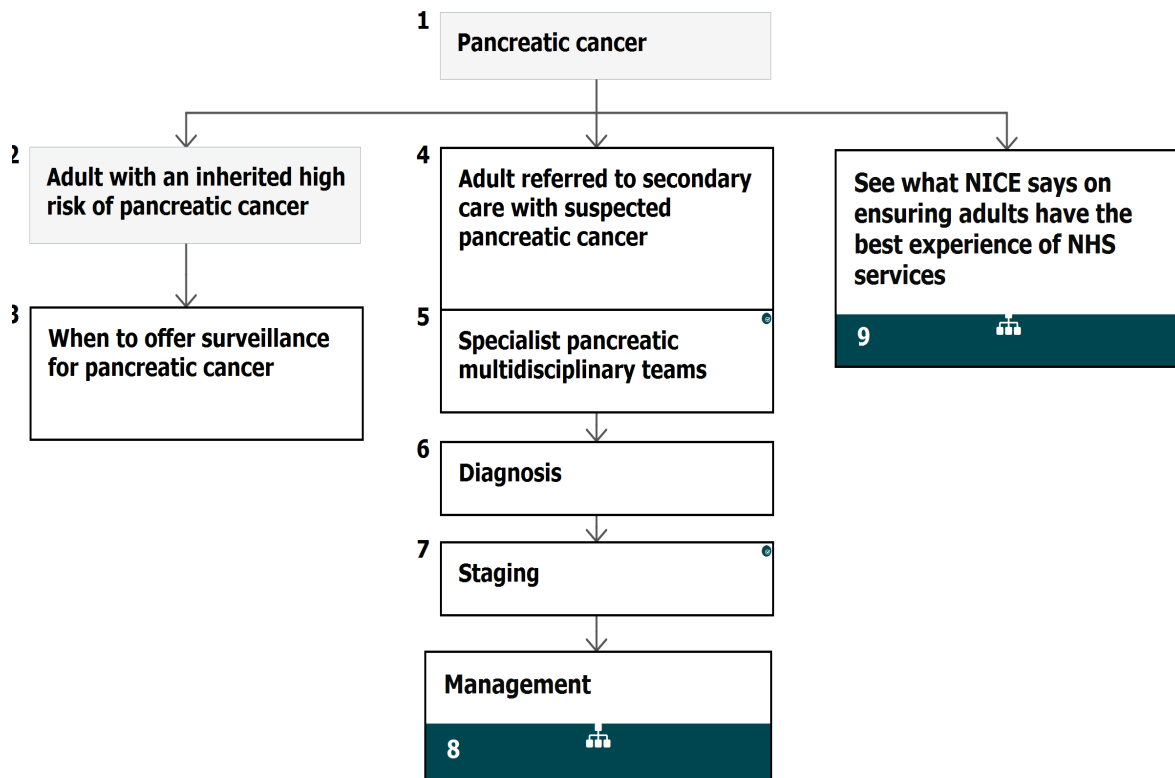 1
Pancreatic cancer
2
Adult with an inherited high
risk of pancreatic cancer
3
When to offer surveillance
for pancreatic cancer
4
Adult referred to secondary
care with suspected
pancreatic cancer
5
Specialist pancreatic
multidisciplinary teams
6
Diagnosis
7
Staging
Management
8
See what NICE says on
ensuring adults have the
best experience of NHS
services
9